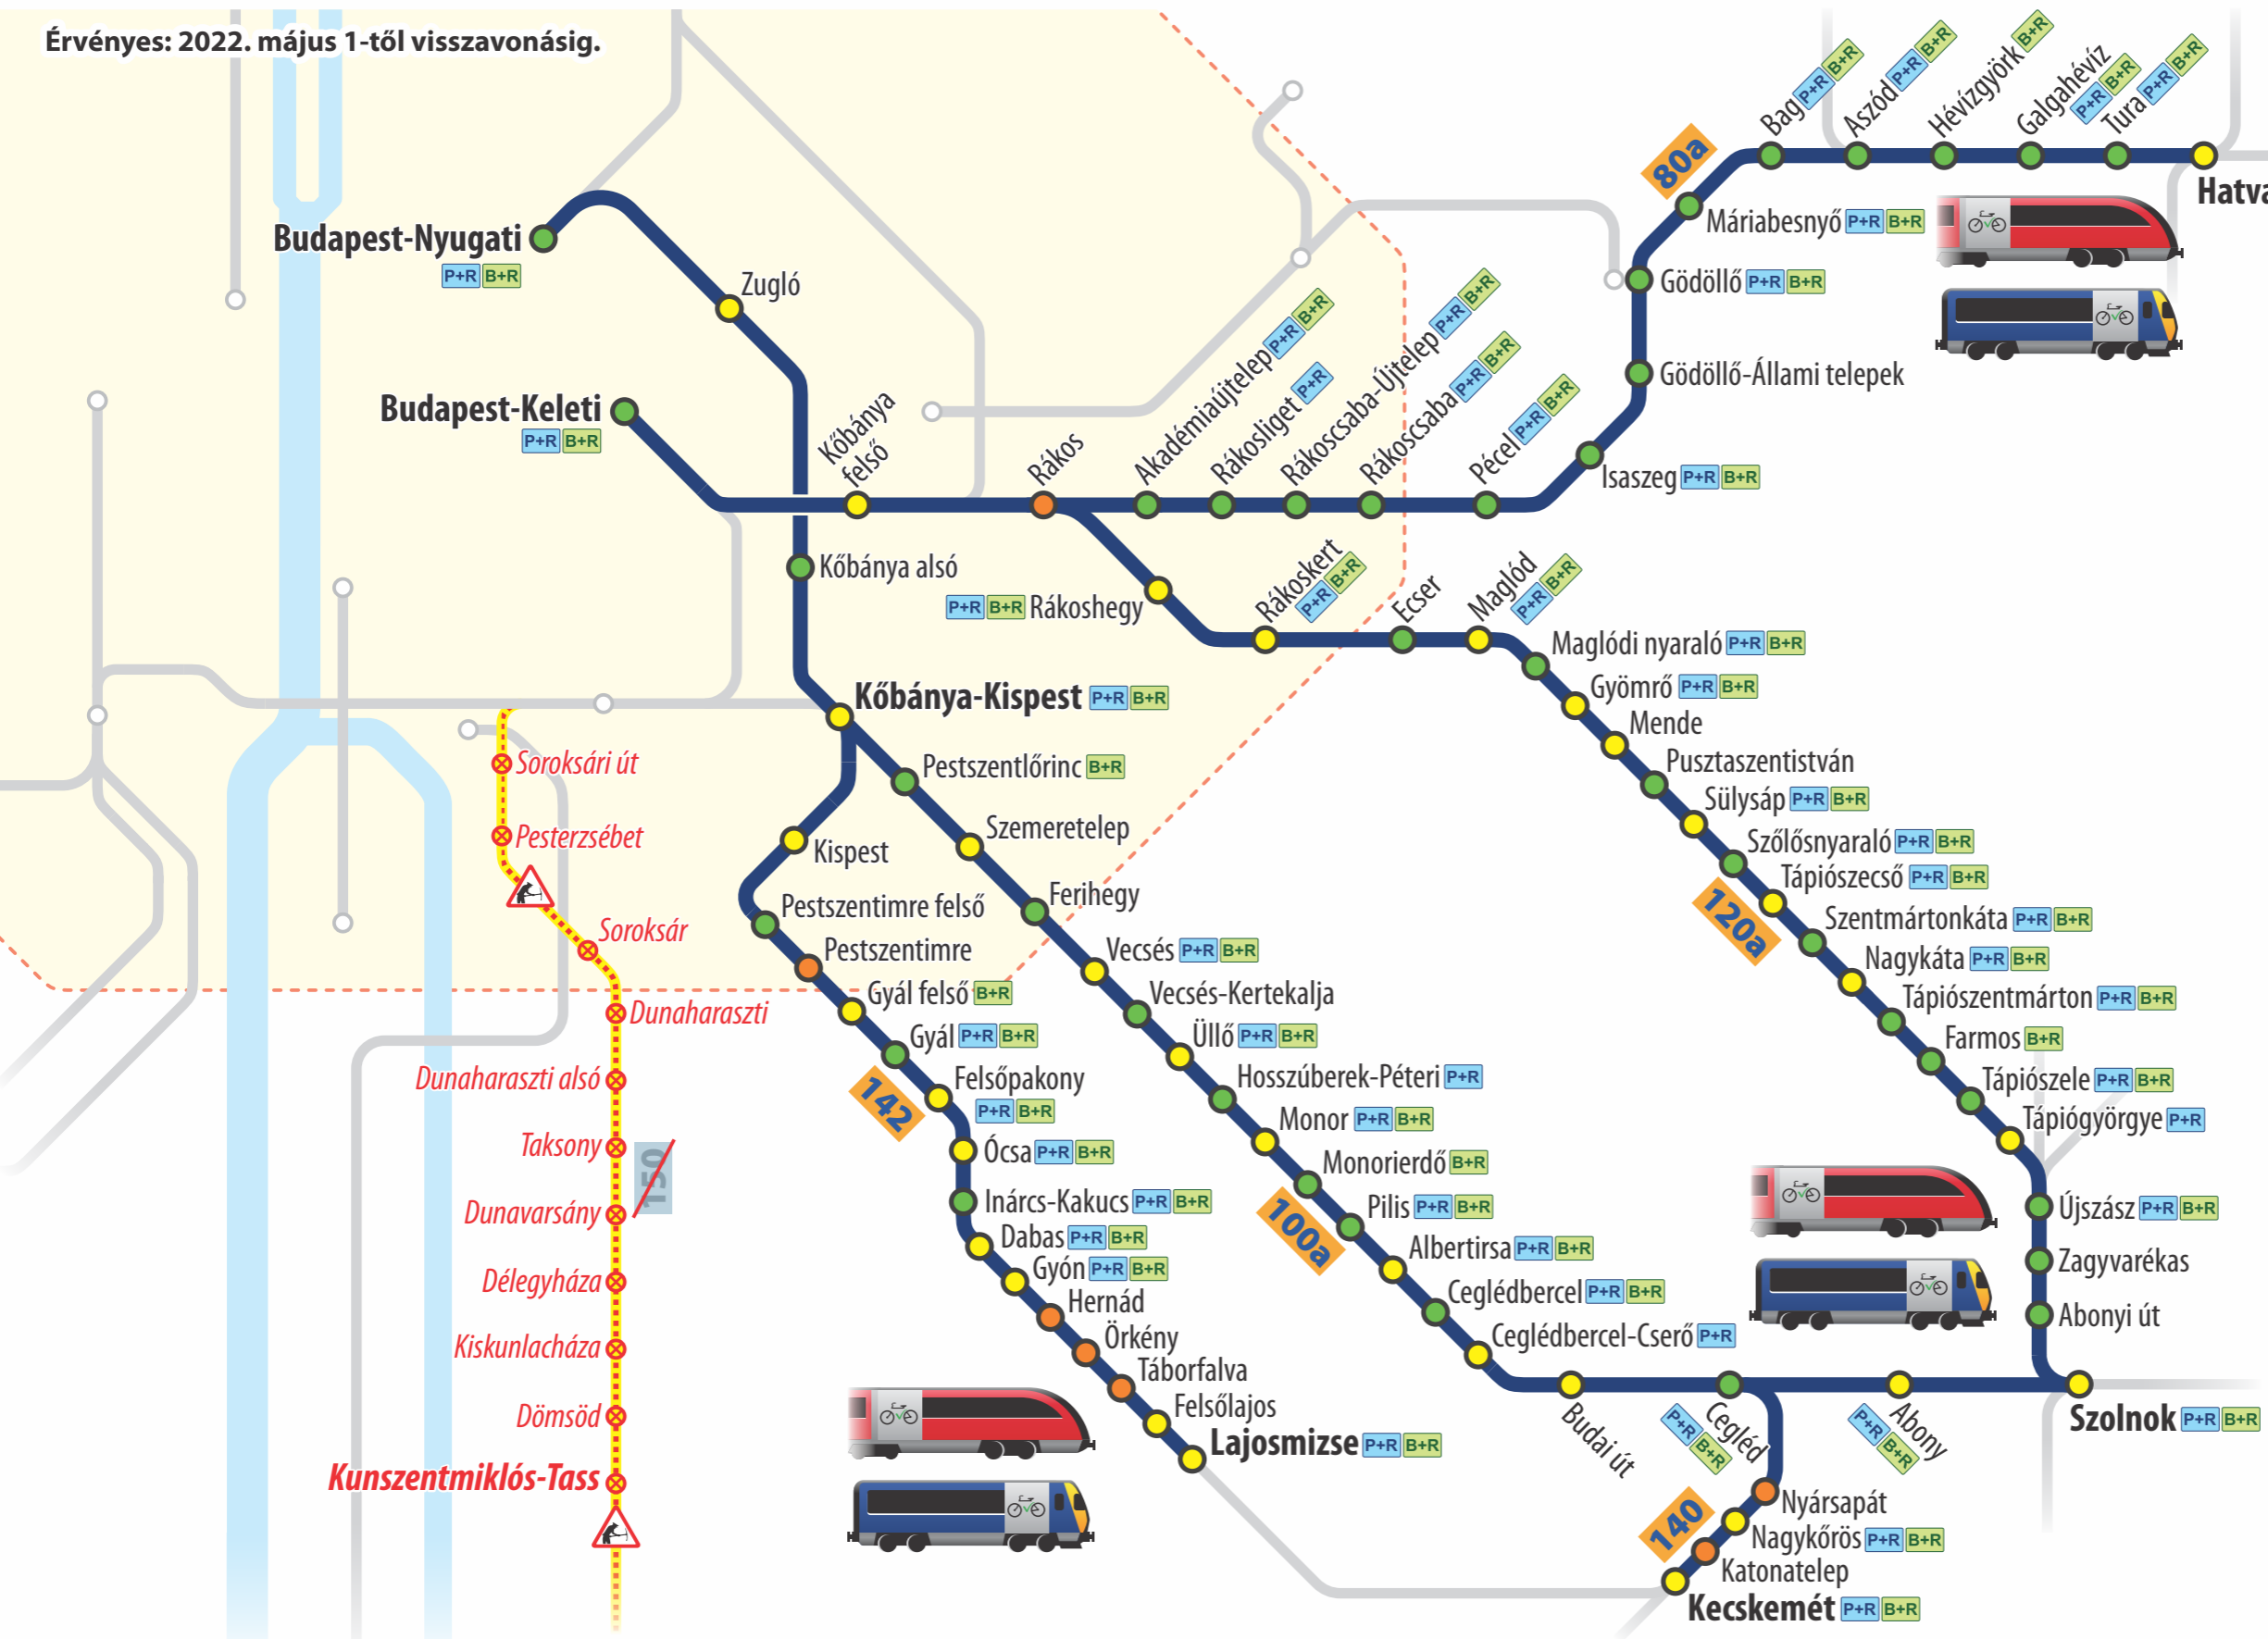 Érvényes: 2022. május 1-től visszavonásig.
Budapest-Nyugati
P+R B+R
Zugló
Budapest-Keleti
P+R B+R
Kőbánya
felső
Rákos
Akadémiaújtelep P+R B+R
Rákosliget P+R
Rákoscsaba-Újtelep P+R B+R
Rákoscsaba P+R B+R
Pécel P+R B+R
Isaszeg P+R B+R
Gödöllő-Állami telepek
Gödöllő P+R B+R
Máriabesnyő P+R B+R
80a
Bag P+R B+R
Aszód P+R B+R
Hévízgyörk B+R
Galgahévíz
P+R B+R
Tura P+R B+R
Hatva
Kőbánya alsó
P+R B+R Rákoshegy
Rákoskert
P+R B+R
Ecser
Maglód
P+R B+R
Maglódi nyaraló P+R B+R
Gyömrő P+R B+R
Mende
Pusztaszentistván
Sülysáp P+R B+R
Szőlősnyaraló P+R B+R
Tápiószecső P+R B+R
120a
Szentmártonkáta P+R B+R
Nagykáta P+R B+R
Tápiószentmárton P+R B+R
Farmos B+R
Tápiószele P+R B+R
Tápiógyörgye P+R
Újszász P+R B+R
Zagyvarékas
Abonyi út
Szolnok P+R B+R
Kőbánya-Kispest P+R B+R
Pestszentlőrinc B+R
Szemeretelep
Ferihegy
Vecsés P+R B+R
Vecsés-Kertekalja
Üllő P+R B+R
Hosszúberek-Péteri P+R
Monor P+R B+R
Monorierdő B+R
100a
Pilis P+R B+R
Albertirsa P+R B+R
Ceglédbercel P+R B+R
Ceglédbercel-Cserő P+R
Budai út
Cegléd
P+R B+R
Abony
P+R B+R
Nyársapát
140
Nagykőrös P+R B+R
Katonatelep
Kecskemét P+R B+R
Kispest
Pestszentimre felső
Pestszentimre
Gyál felső B+R
Gyál P+R B+R
142
Felsőpakony
P+R B+R
Ócsa P+R B+R
Inárcs-Kakucs P+R B+R
Dabas P+R B+R
Gyón P+R B+R
Hernád
Örkény
Táborfalva
Felsőlajos
Lajosmizse P+R B+R
Soroksári út
Pesterzsébet
Soroksár
Dunaharaszti
Dunaharaszti alsó
Taksony
150
Dunavarsány
Délegyháza
Kiskunlacháza
Dömsöd
Kunszentmiklós-Tass